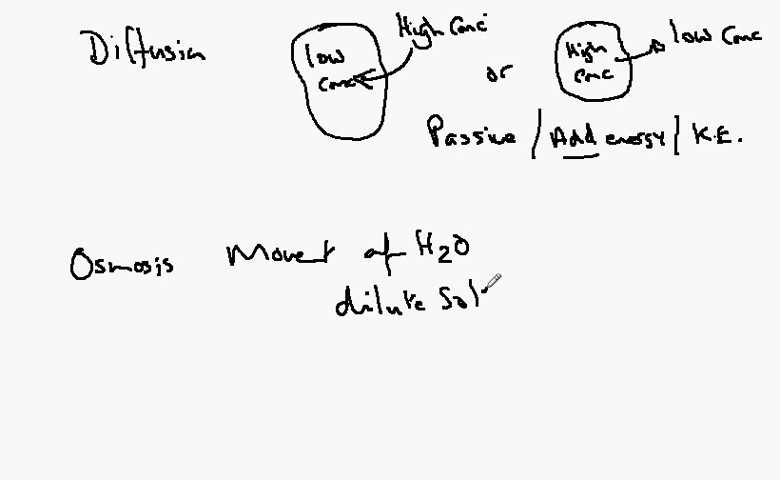 Diffusion
low conc
High Conc
or
High conc
low Conc
Passive / Add energy / K.E.
Osmosis Movet of H2O
dilute Sol